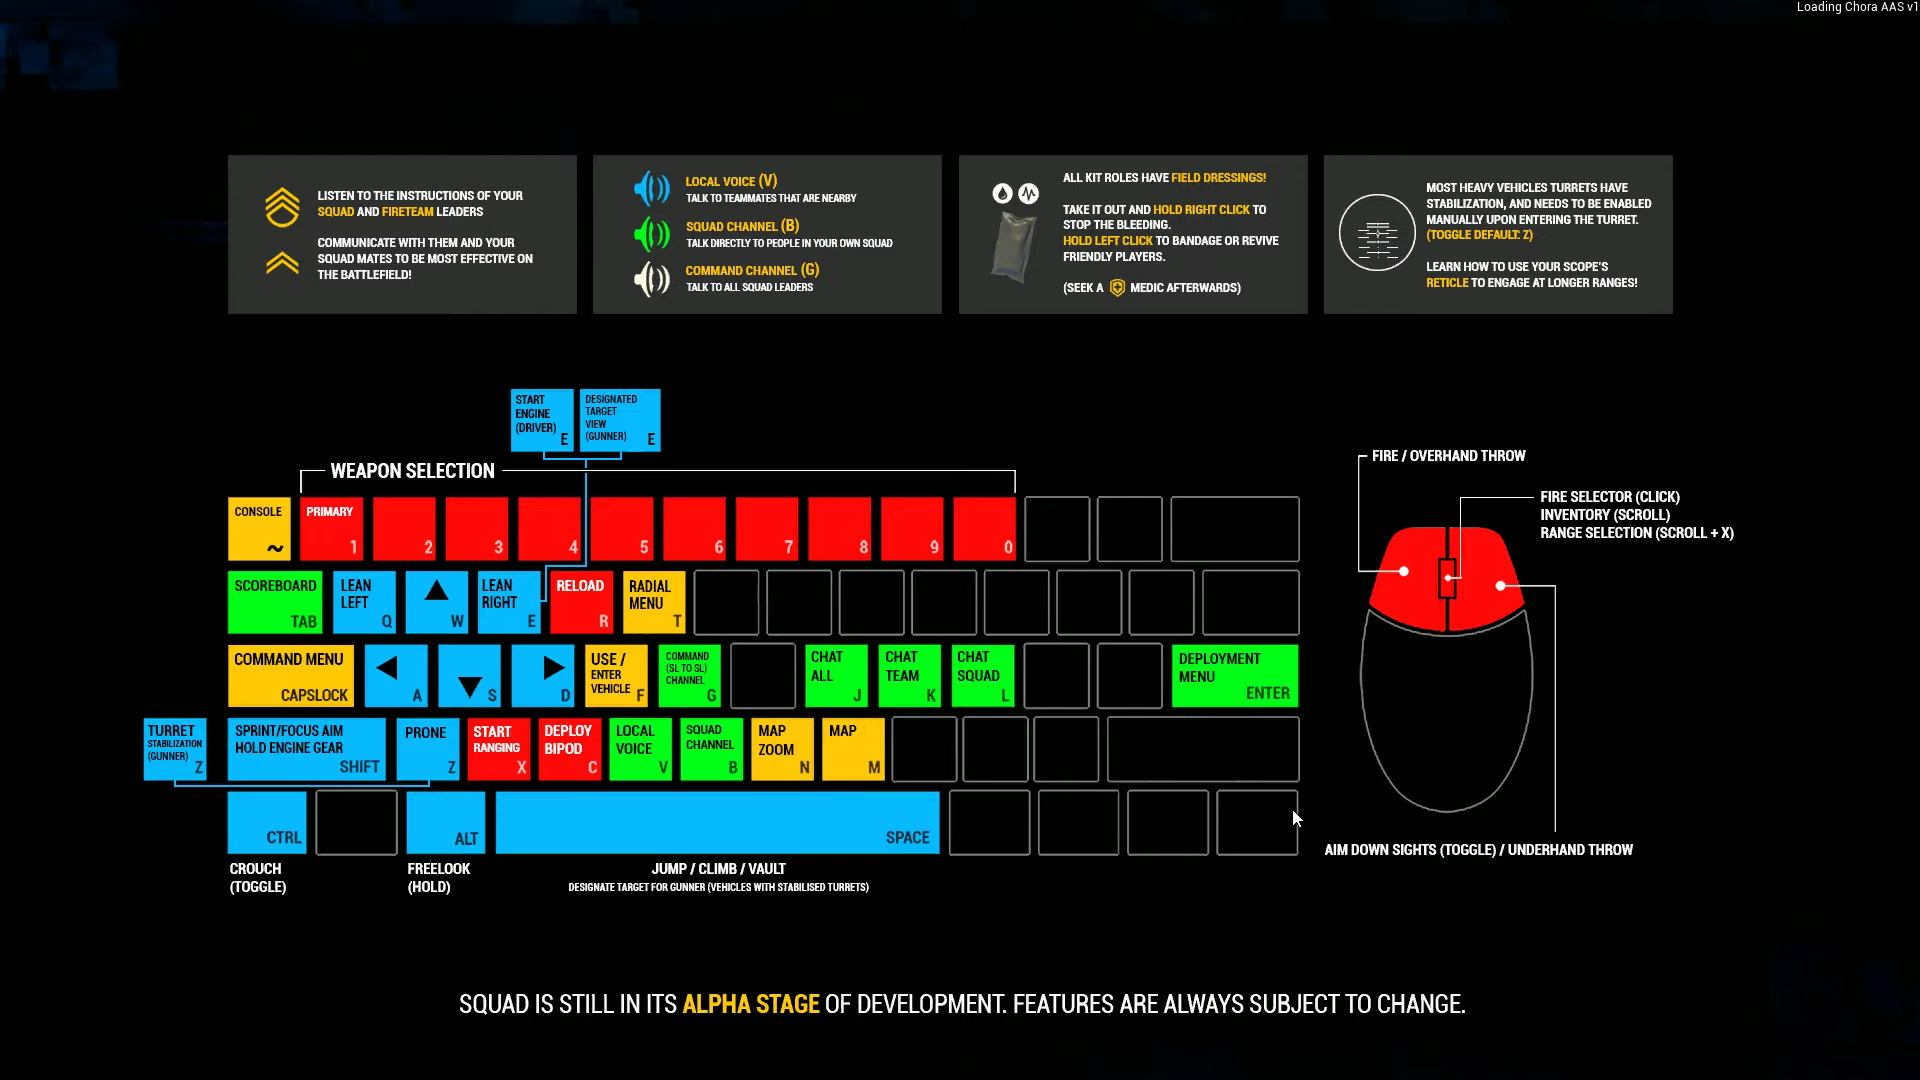 Loading Chora AAS v1
LISTEN TO THE INSTRUCTIONS OF YOUR
SQUAD AND FIRETEAM LEADERS
COMMUNICATE WITH THEM AND YOUR
SQUAD MATES TO BE MOST EFFECTIVE ON
THE BATTLEFIELD!
LOCAL VOICE (V)
TALK TO TEAMMATES THAT ARE NEARBY
SQUAD CHANNEL (B)
TALK DIRECTLY TO PEOPLE IN YOUR OWN SQUAD
COMMAND CHANNEL (G)
TALK TO ALL SQUAD LEADERS
ALL KIT ROLES HAVE FIELD DRESSINGS!
TAKE IT OUT AND HOLD RIGHT CLICK TO
STOP THE BLEEDING.
HOLD LEFT CLICK TO BANDAGE OR REVIVE
FRIENDLY PLAYERS.
(SEEK A MEDIC AFTERWARDS)
MOST HEAVY VEHICLES TURRETS HAVE
STABILIZATION, AND NEEDS TO BE ENABLED
MANUALLY UPON ENTERING THE TURRET.
(TOGGLE DEFAULT: Z)
LEARN HOW TO USE YOUR SCOPE'S
RETICLE TO ENGAGE AT LONGER RANGES!
START
ENGINE
(DRIVER)
E
DESIGNATED
TARGET
VIEW
(GUNNER)
E
WEAPON SELECTION
CONSOLE
~
PRIMARY
1
2
3
4
5
6
7
8
9
0
SCOREBOARD
TAB
LEAN
LEFT
Q
W
LEAN
RIGHT
E
RELOAD
R
RADIAL
MENU
T
COMMAND MENU
CAPSLOCK
A
S
D
USE /
ENTER
VEHICLE
F
COMMAND
(SL TO SL)
CHANNEL
G
CHAT
ALL
J
CHAT
TEAM
K
CHAT
SQUAD
L
DEPLOYMENT
MENU
ENTER
TURRET
STABILIZATION
(GUNNER)
Z
SPRINT/FOCUS AIM
HOLD ENGINE GEAR
SHIFT
PRONE
Z
START
RANGING
X
DEPLOY
BIPOD
C
LOCAL
VOICE
V
SQUAD
CHANNEL
B
MAP
ZOOM
N
MAP
M
CTRL
ALT
SPACE
CROUCH
(TOGGLE)
FREELOOK
(HOLD)
JUMP / CLIMB / VAULT
DESIGNATE TARGET FOR GUNNER (VEHICLES WITH STABILISED TURRETS)
FIRE / OVERHAND THROW
FIRE SELECTOR (CLICK)
INVENTORY (SCROLL)
RANGE SELECTION (SCROLL + X)
AIM DOWN SIGHTS (TOGGLE) / UNDERHAND THROW
SQUAD IS STILL IN ITS ALPHA STAGE OF DEVELOPMENT. FEATURES ARE ALWAYS SUBJECT TO CHANGE.